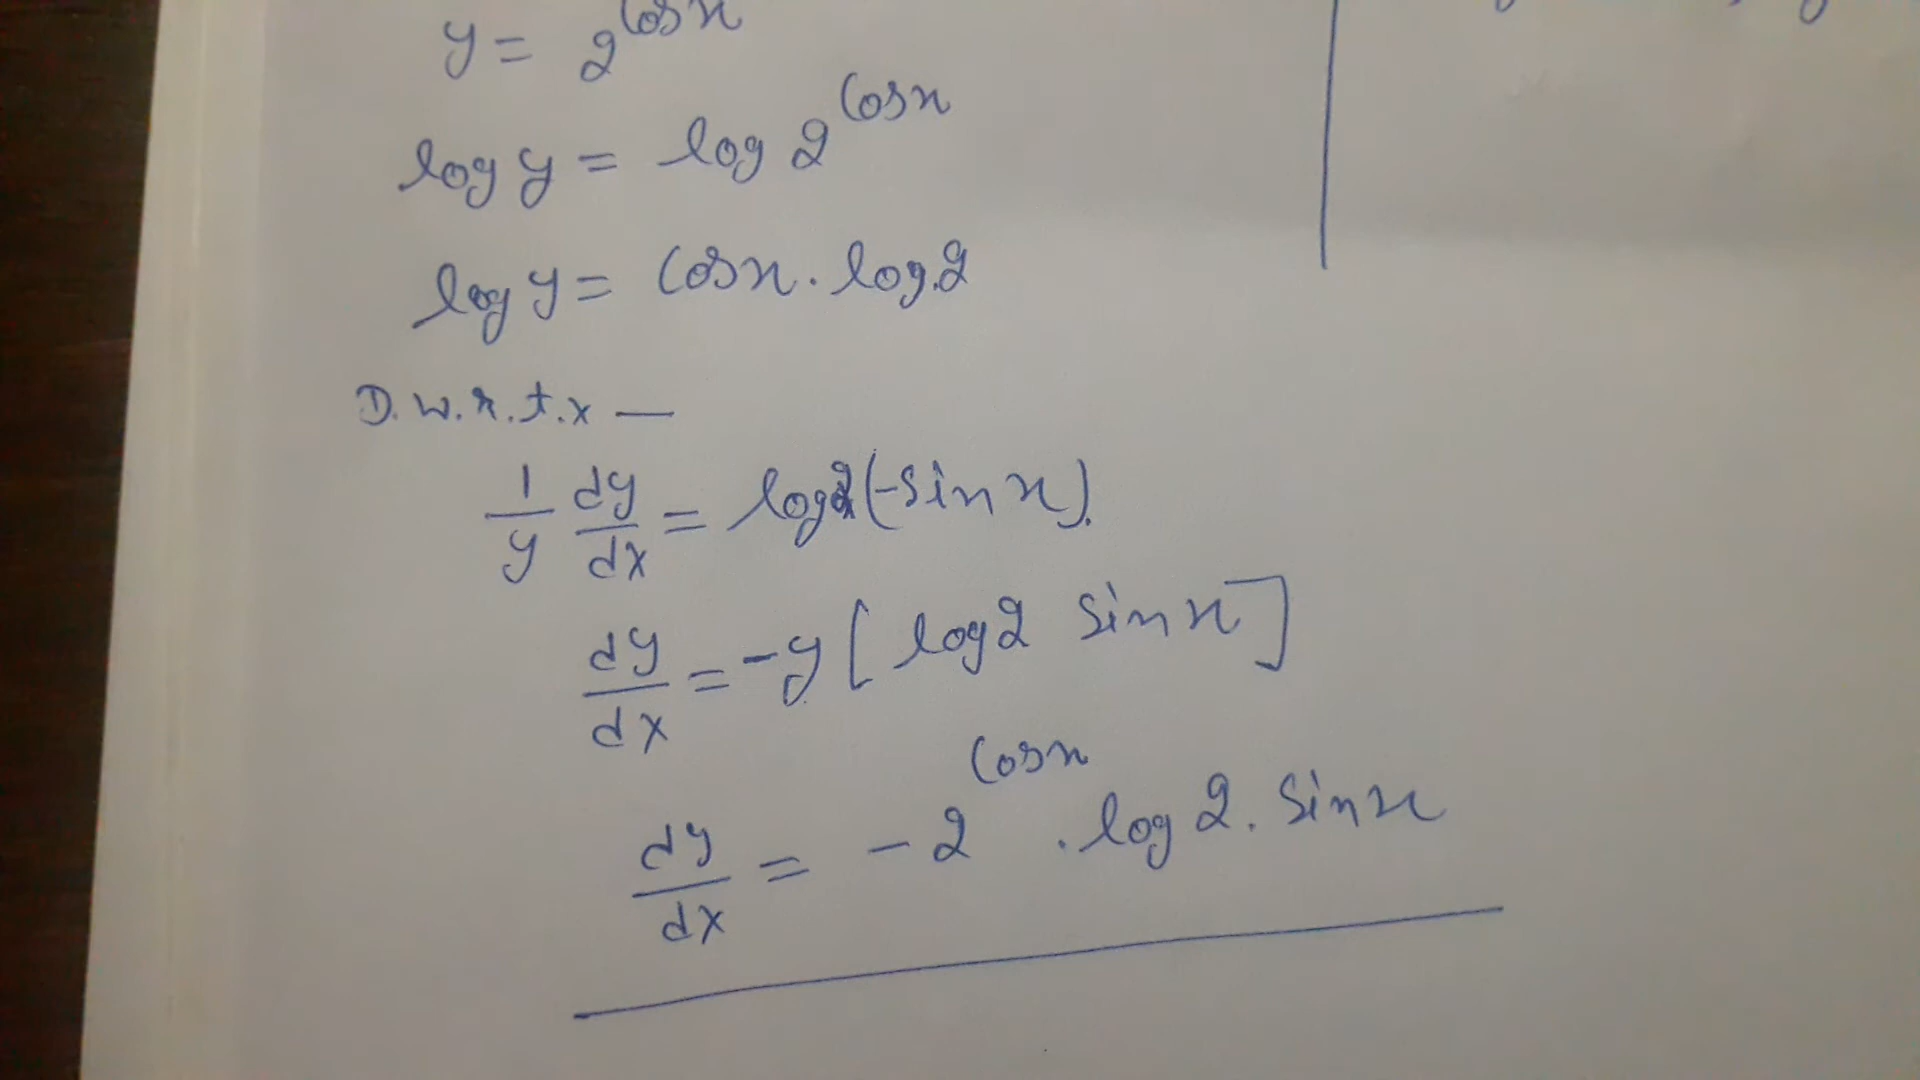 y = 2^cosx
log y = log 2^cosx
log y = cosx . log 2
D.w.r.t.x —
1/y dy/dx = log2(-sinx).
dy/dx = -y [ log2 sinx ]
dy/dx = -2^cosx . log 2 . sinx